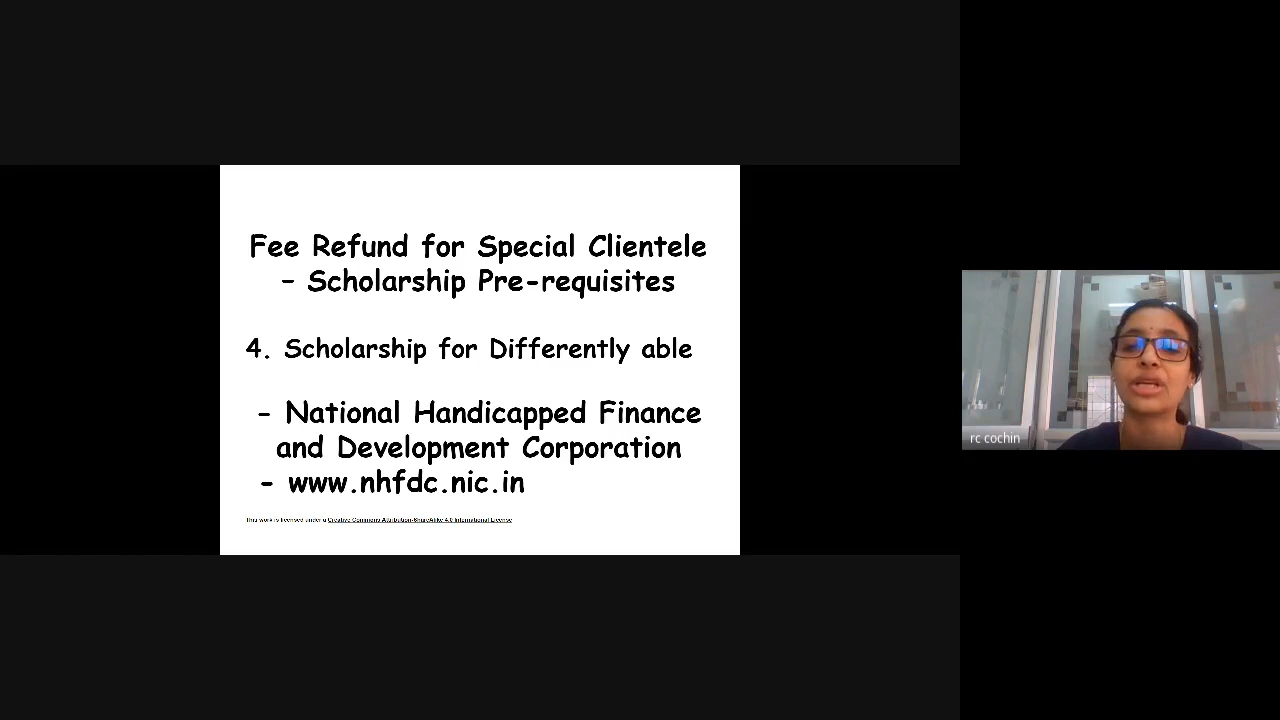 Fee Refund for Special Clientele
– Scholarship Pre-requisites
4. Scholarship for Differently able
- National Handicapped Finance
and Development Corporation
- www.nhfdc.nic.in
This work is licensed under a Creative Commons Attribution-ShareAlike 4.0 International License
rc cochin